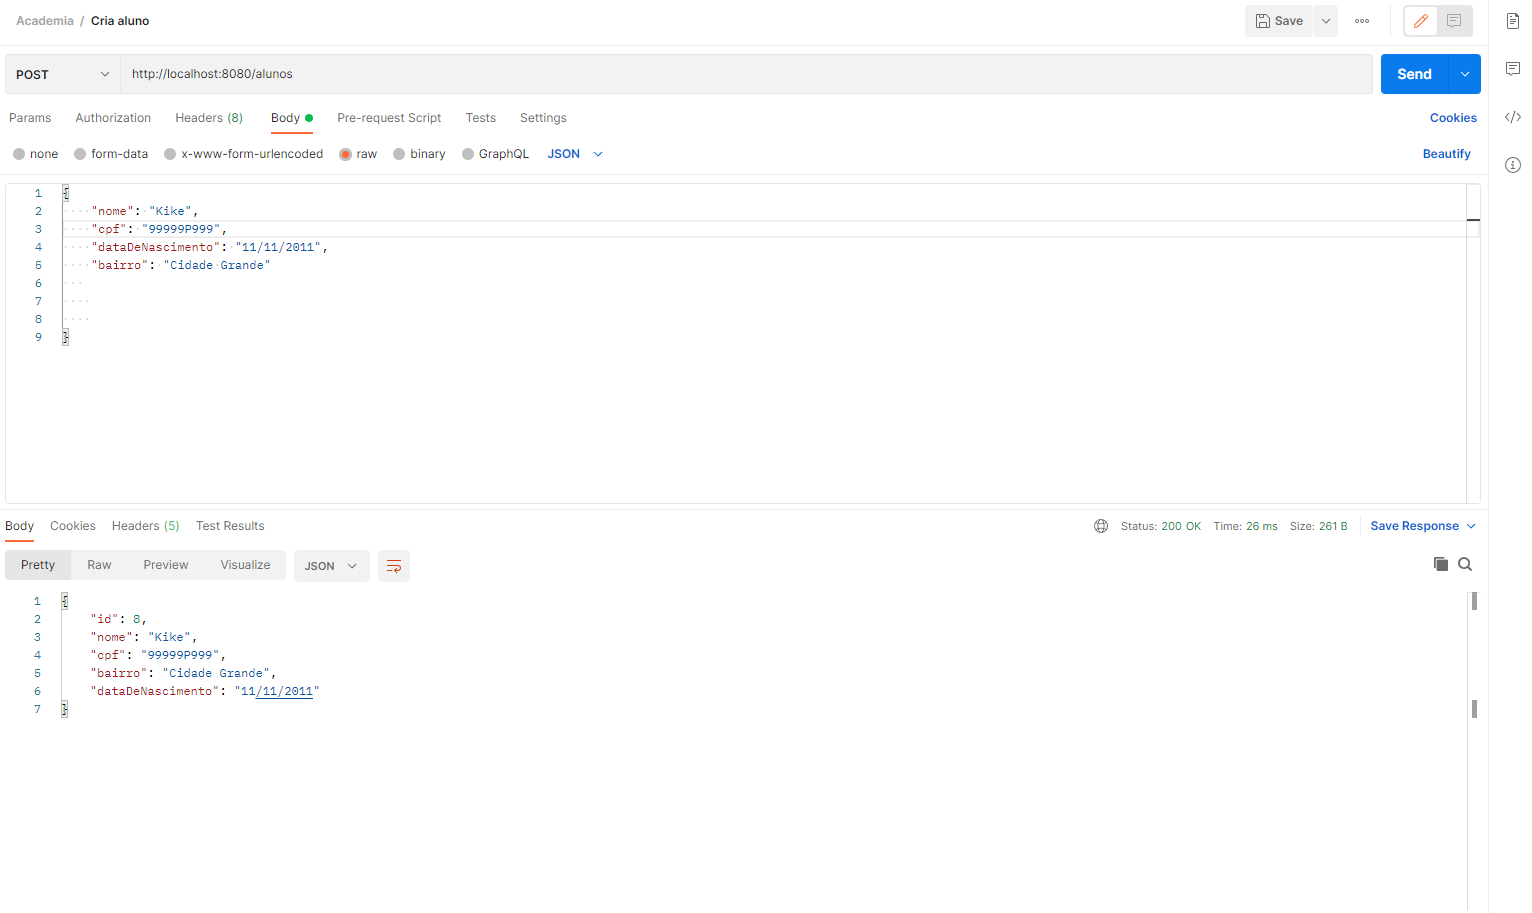 Academia / Cria aluno
Save
POST http://localhost:8080/alunos Send
Params Authorization Headers (8) Body Pre-request Script Tests Settings Cookies
none form-data x-www-form-urlencoded raw binary GraphQL JSON Beautify
1 {
2 "nome": "Kike",
3 "cpf": "99999P999",
4 "dataDeNascimento": "11/11/2011",
5 "bairro": "Cidade Grande"
6
7
8
9 }
Body Cookies Headers (5) Test Results Status: 200 OK Time: 26 ms Size: 261 B Save Response
Pretty Raw Preview Visualize JSON
1 {
2 "id": 8,
3 "nome": "Kike",
4 "cpf": "99999P999",
5 "bairro": "Cidade Grande",
6 "dataDeNascimento": "11/11/2011"
7 }